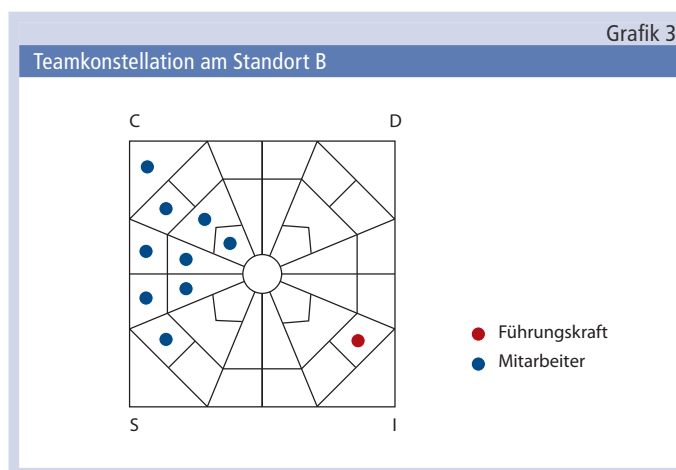 Grafik 3
Teamkonstellation am Standort B
C
D
Führungskraft
Mitarbeiter
S
I